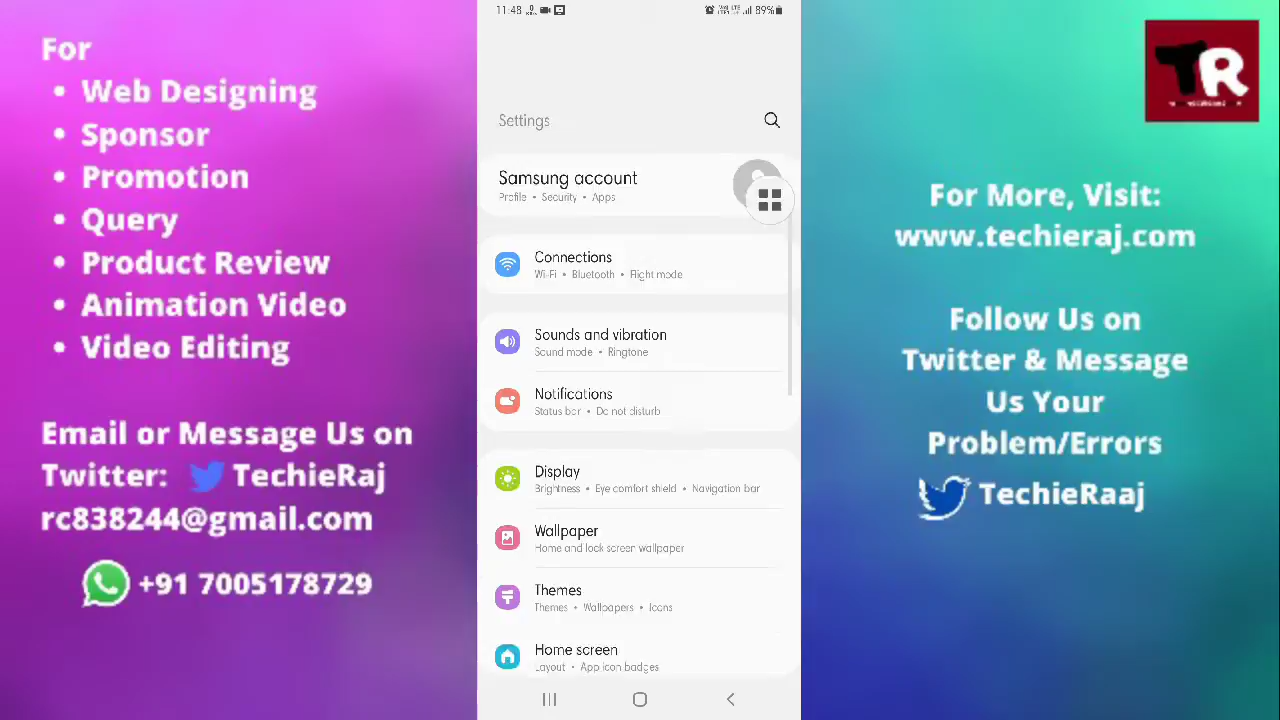 For
• Web Designing
• Sponsor
• Promotion
• Query
• Product Review
• Animation Video
• Video Editing
Email or Message Us on
Twitter: TechieRaj
rc838244@gmail.com
+91 7005178729
11:48
89%
Settings
Samsung account
Profile • Security • Apps
Connections
Wi-Fi • Bluetooth • Flight mode
Sounds and vibration
Sound mode • Ringtone
Notifications
Status bar • Do not disturb
Display
Brightness • Eye comfort shield • Navigation bar
Wallpaper
Home and lock screen wallpaper
Themes
Themes • Wallpapers • Icons
Home screen
Layout • App icon badges
TR
For More, Visit:
www.techieraj.com
Follow Us on
Twitter & Message
Us Your
Problem/Errors
TechieRaaj